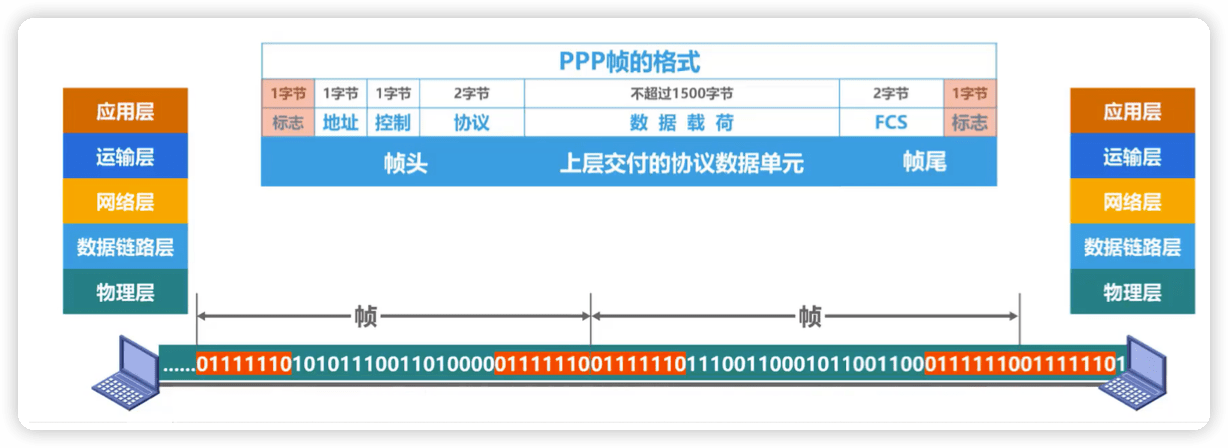 PPP帧的格式
1字节 1字节 1字节 2字节 不超过1500字节 2字节 1字节
标志 地址 控制 协议 数据载荷 FCS 标志
帧头 上层交付的协议数据单元 帧尾
应用层
运输层
网络层
数据链路层
物理层
应用层
运输层
网络层
数据链路层
物理层
帧 帧
......01111110101011100110100000111111001111110111001100010110011000111111001111101